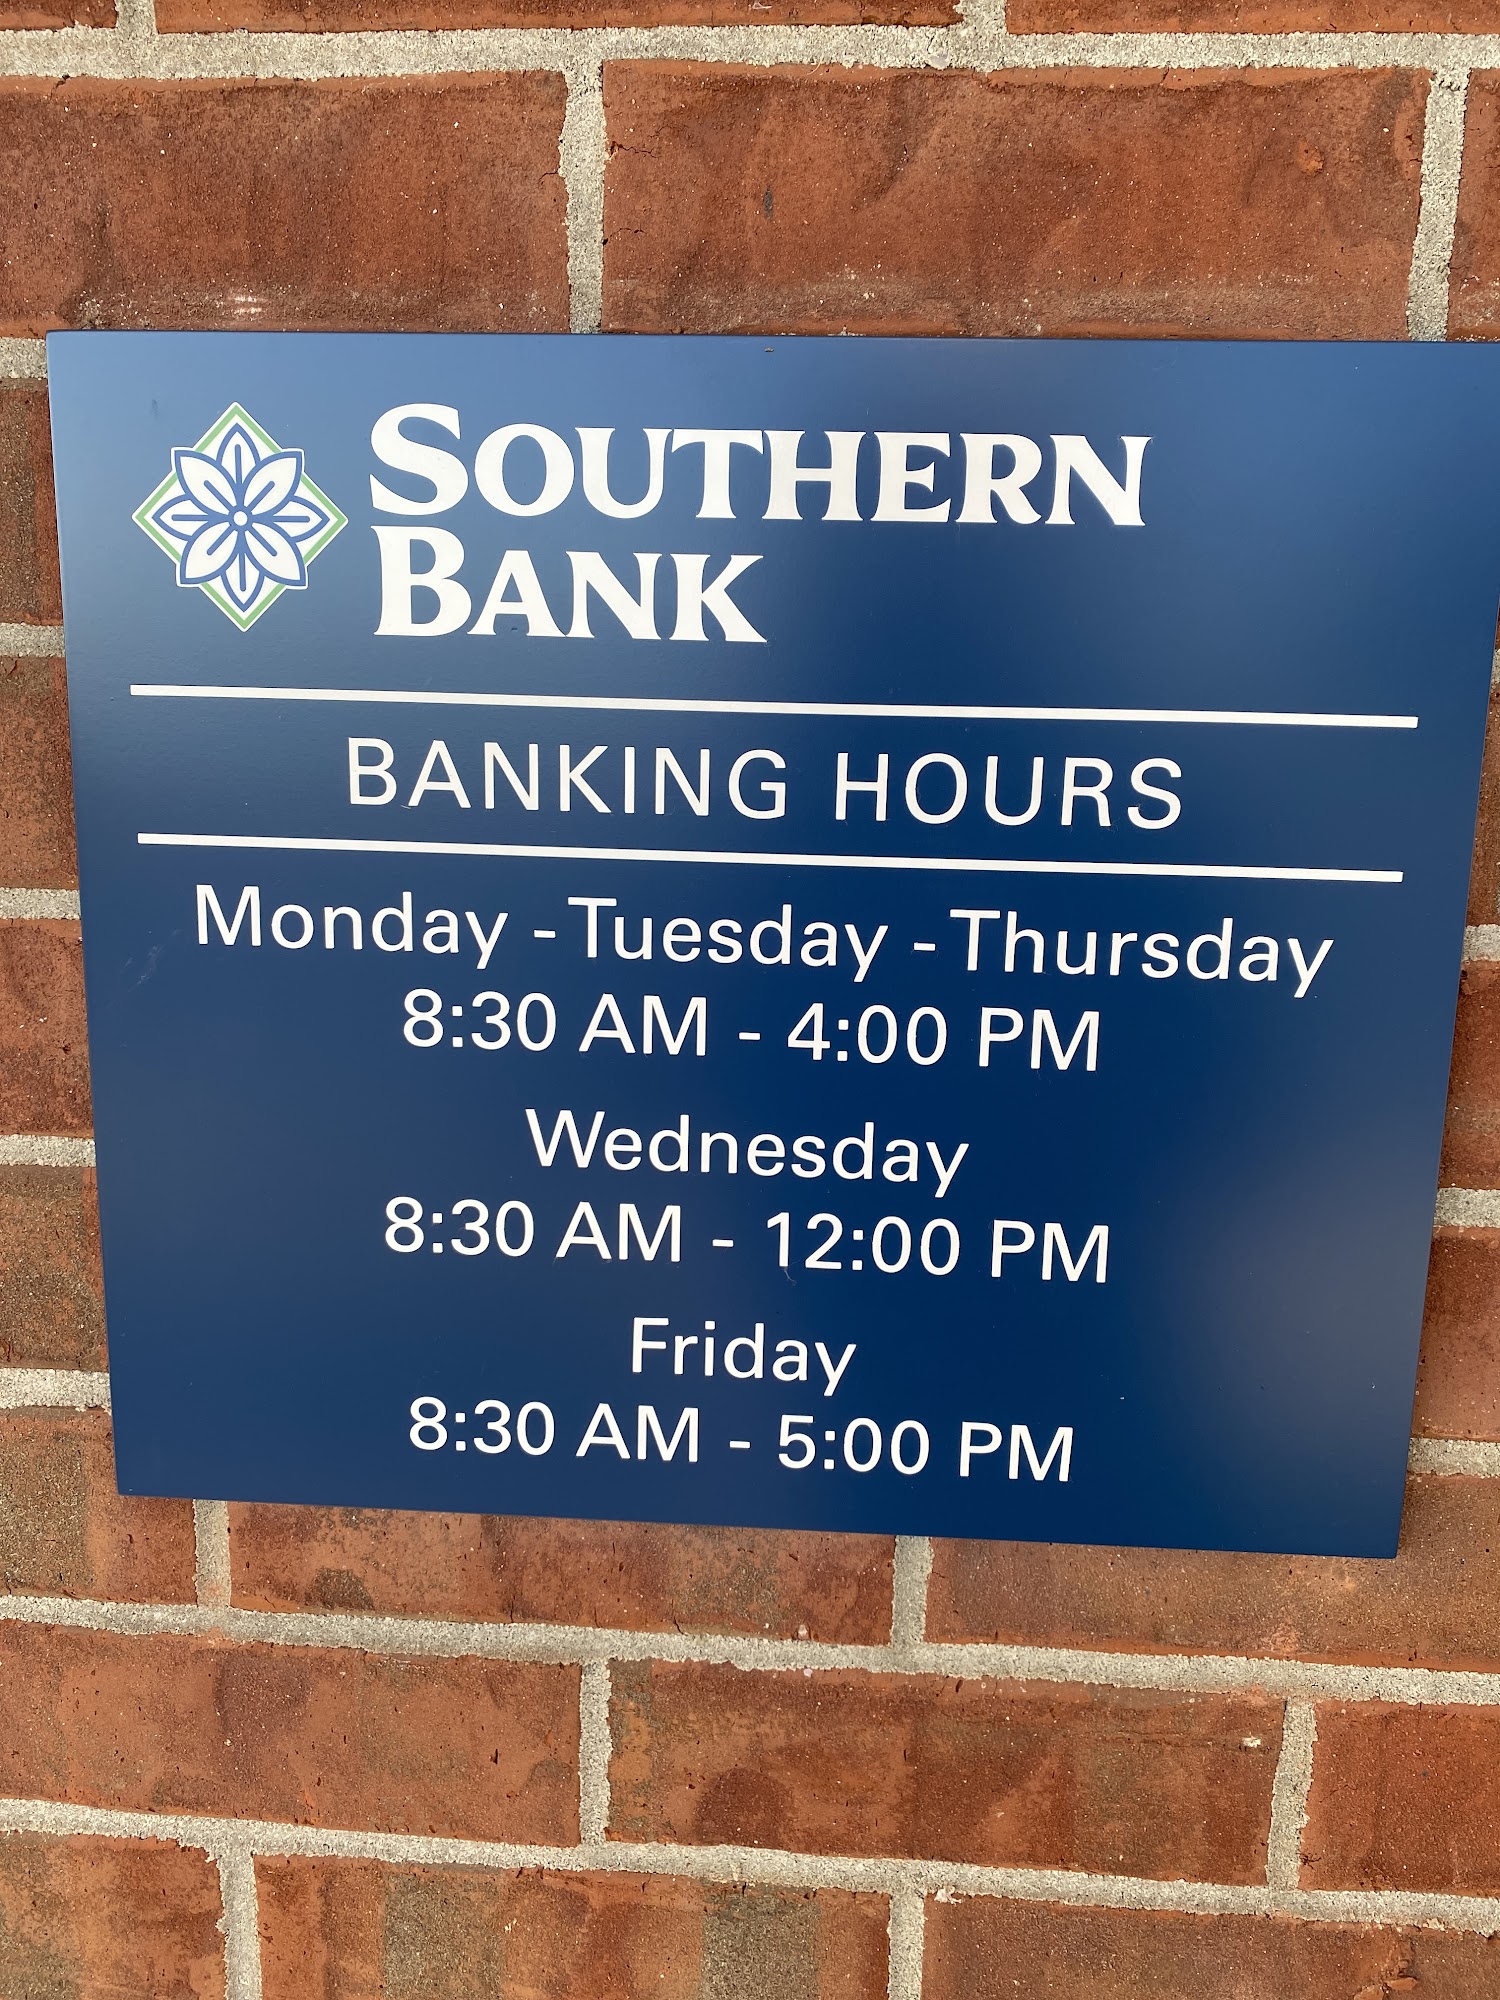 SOUTHERN
BANK
BANKING HOURS
Monday - Tuesday - Thursday
8:30 AM - 4:00 PM
Wednesday
8:30 AM - 12:00 PM
Friday
8:30 AM - 5:00 PM